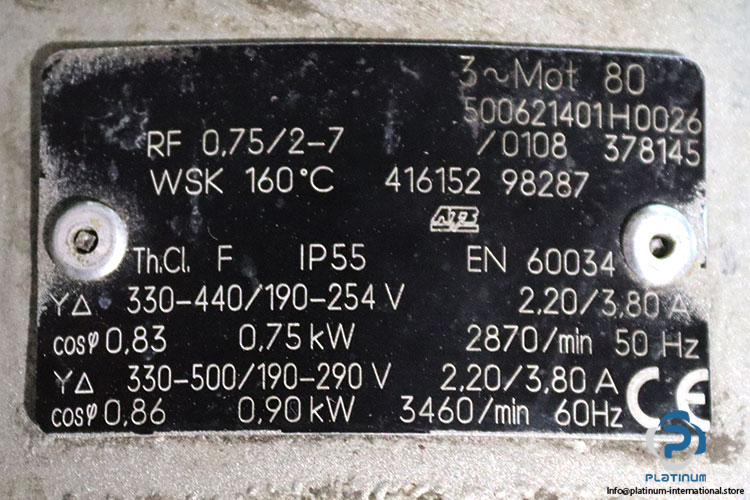 3~Mot 80
500621401H0026
RF 0,75/2-7 /0108 378145
WSK 160°C 416152 98287
Th.Cl. F IP55 EN 60034
Y∆ 330-440/190-254 V 2,20/3,80 A
cosφ 0,83 0,75 kW 2870/min 50 Hz
Y∆ 330-500/190-290 V 2,20/3,80 A
cosφ 0,86 0,90 kW 3460/min 60Hz
CE
PLATINUM
Info@platinum-international.store